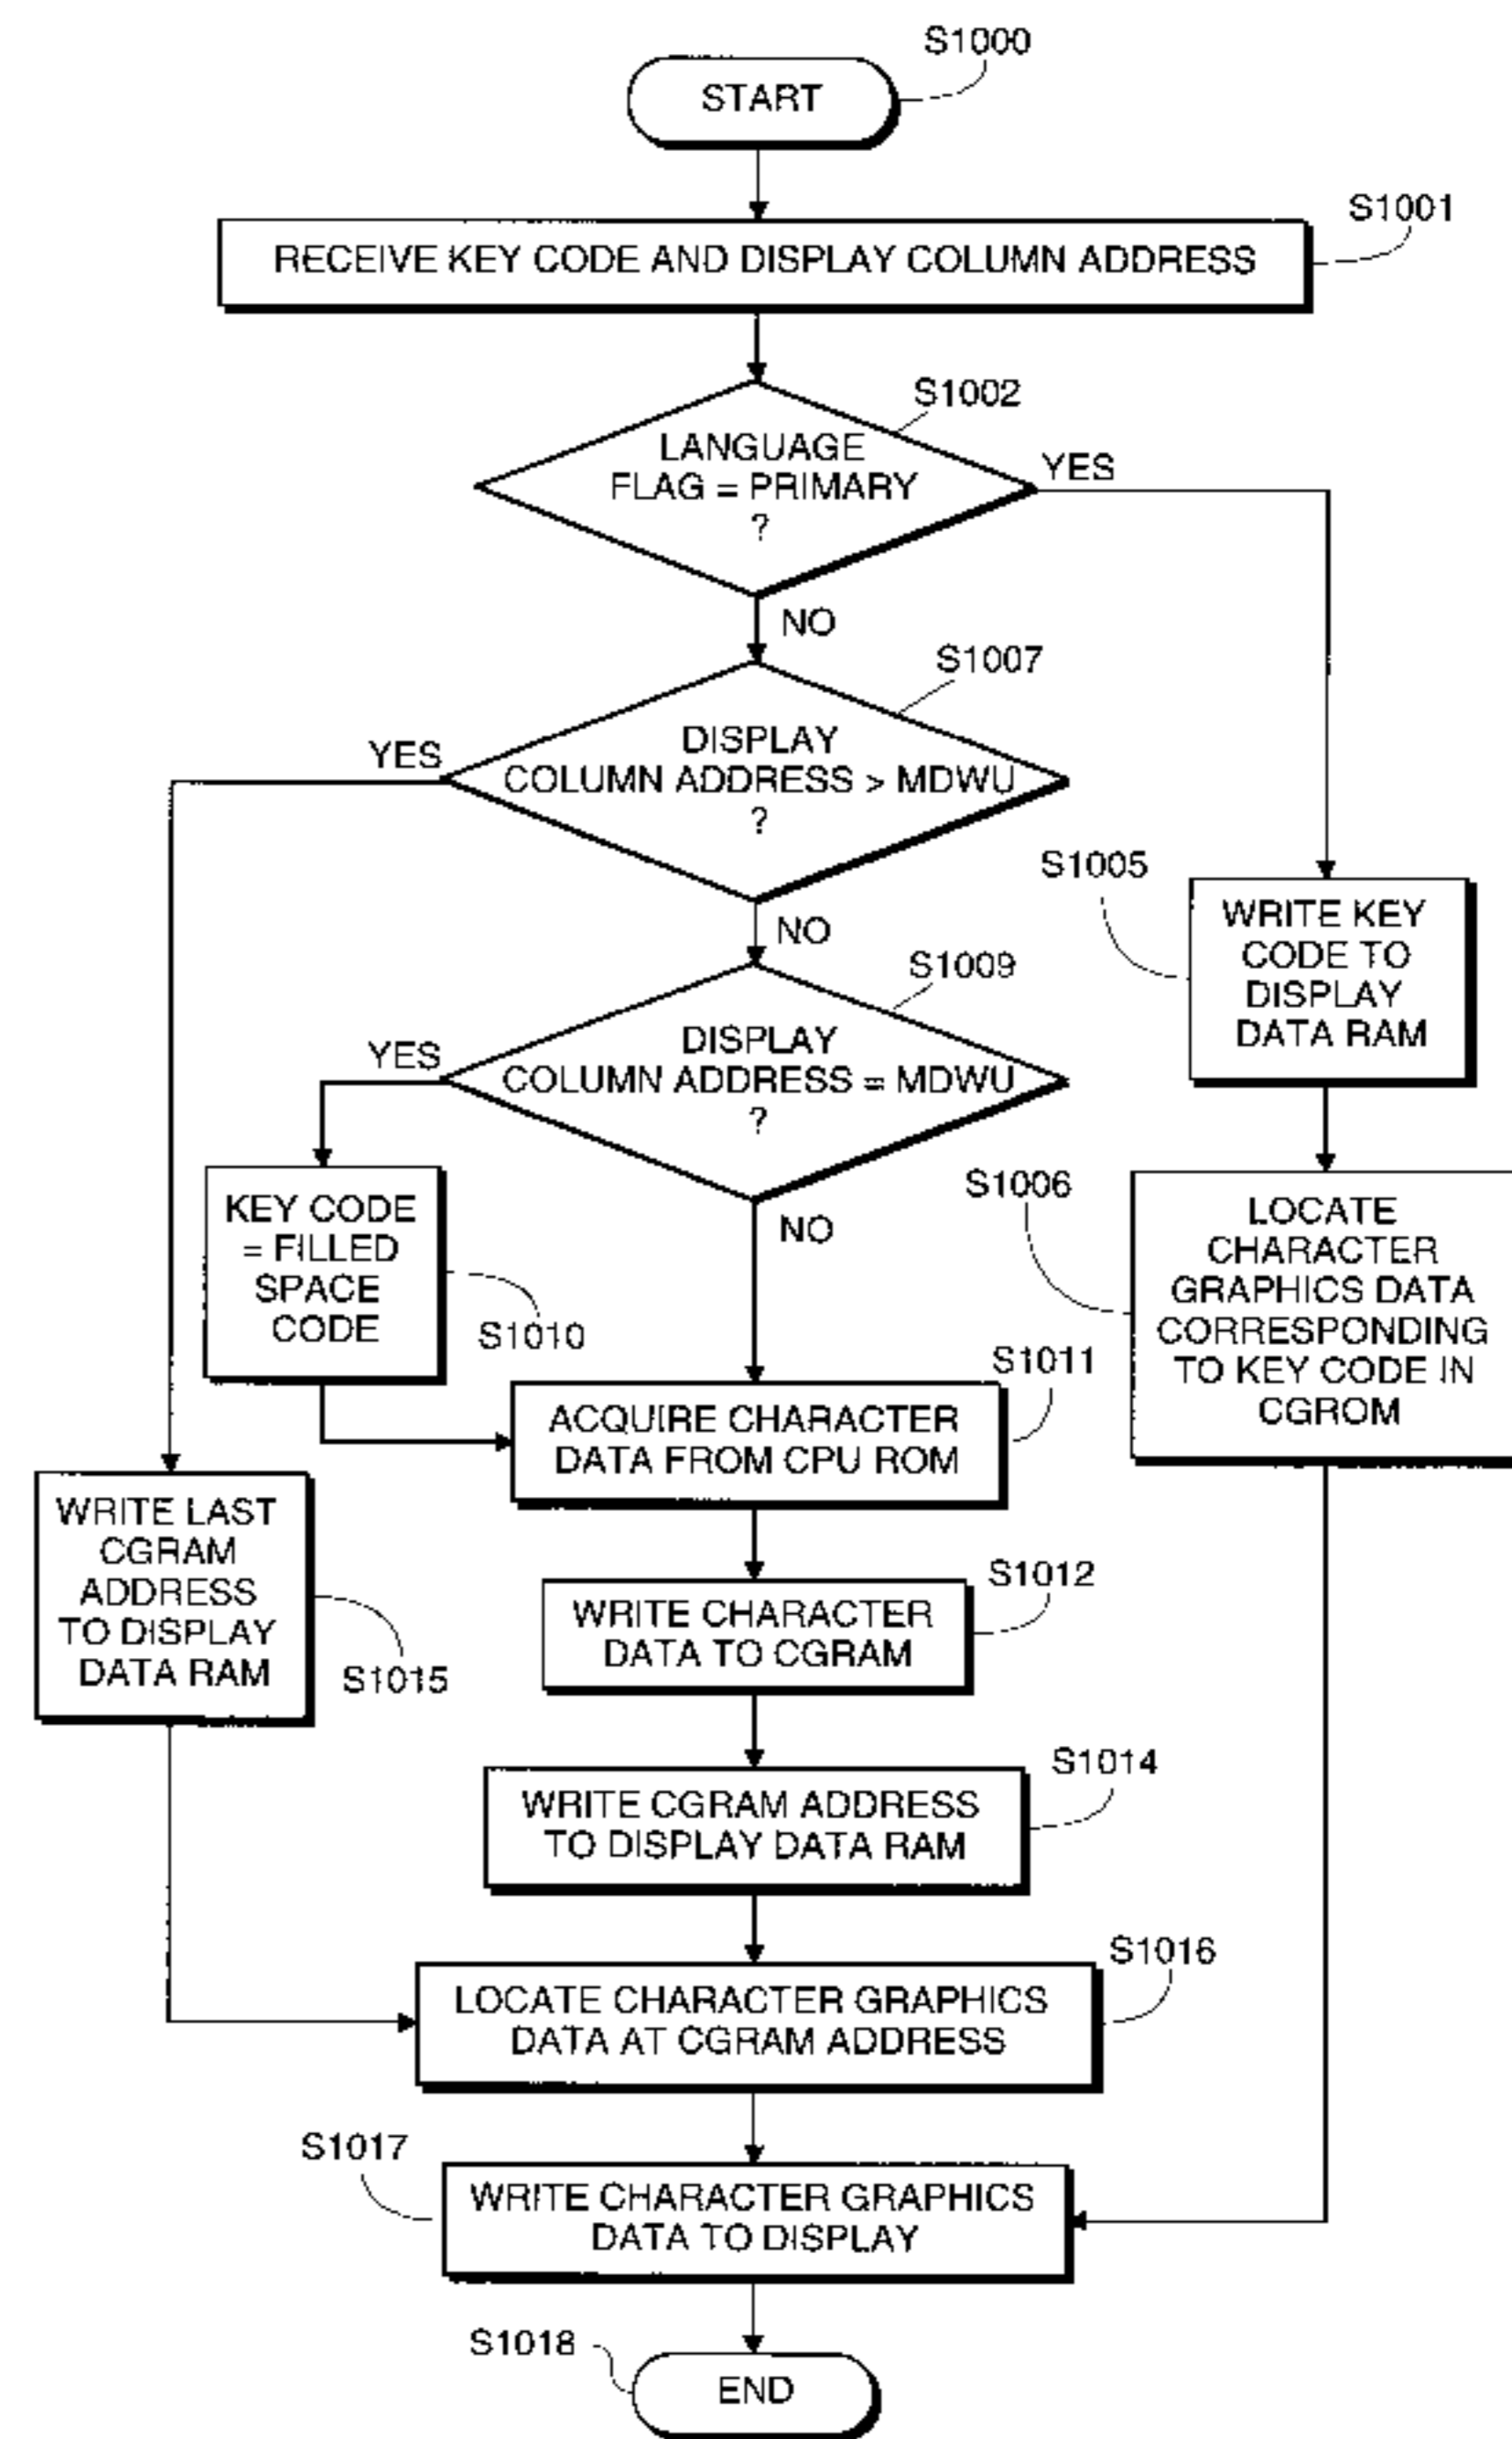 S1000
START
S1001
RECEIVE KEY CODE AND DISPLAY COLUMN ADDRESS
S1002
LANGUAGE
FLAG = PRIMARY
?
YES
NO
S1007
DISPLAY
COLUMN ADDRESS > MDWU
?
YES
NO
S1005
WRITE KEY
CODE TO
DISPLAY
DATA RAM
S1009
DISPLAY
COLUMN ADDRESS = MDWU
?
YES
NO
KEY CODE
= FILLED
SPACE
CODE
S1010
S1006
LOCATE
CHARACTER
GRAPHICS DATA
CORRESPONDING
TO KEY CODE IN
CGROM
S1011
ACQUIRE CHARACTER
DATA FROM CPU ROM
WRITE LAST
CGRAM
ADDRESS
TO DISPLAY
DATA RAM
S1015
S1012
WRITE CHARACTER
DATA TO CGRAM
S1014
WRITE CGRAM ADDRESS
TO DISPLAY DATA RAM
S1016
LOCATE CHARACTER GRAPHICS
DATA AT CGRAM ADDRESS
S1017
WRITE CHARACTER GRAPHICS
DATA TO DISPLAY
S1018
END